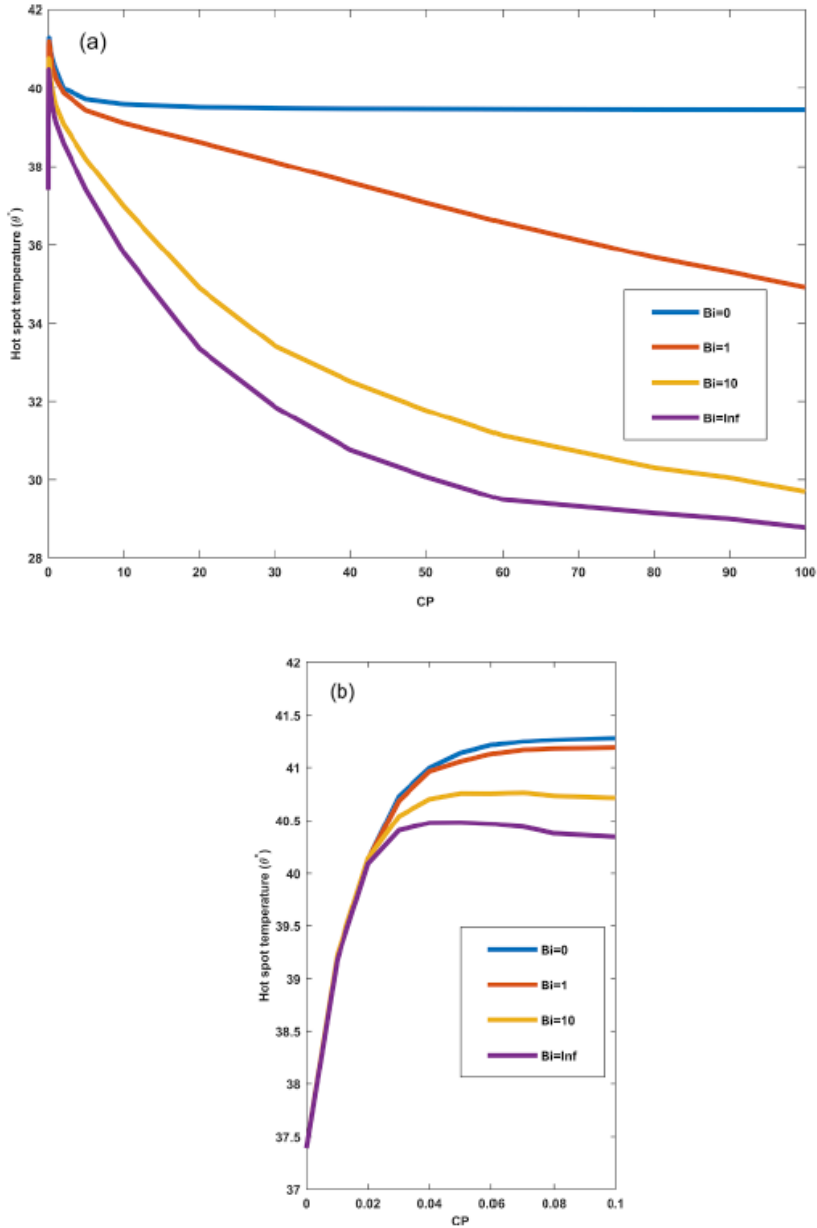 (a)
42
40
38
36
34
32
30
28
Hot spot temperature (θ*)
Bi=0
Bi=1
Bi=10
Bi=Inf
0 10 20 30 40 50 60 70 80 90 100
CP
(b)
42
41.5
41
40.5
40
39.5
39
38.5
38
37.5
37
Hot spot temperature (θ*)
Bi=0
Bi=1
Bi=10
Bi=Inf
0 0.02 0.04 0.06 0.08 0.1
CP